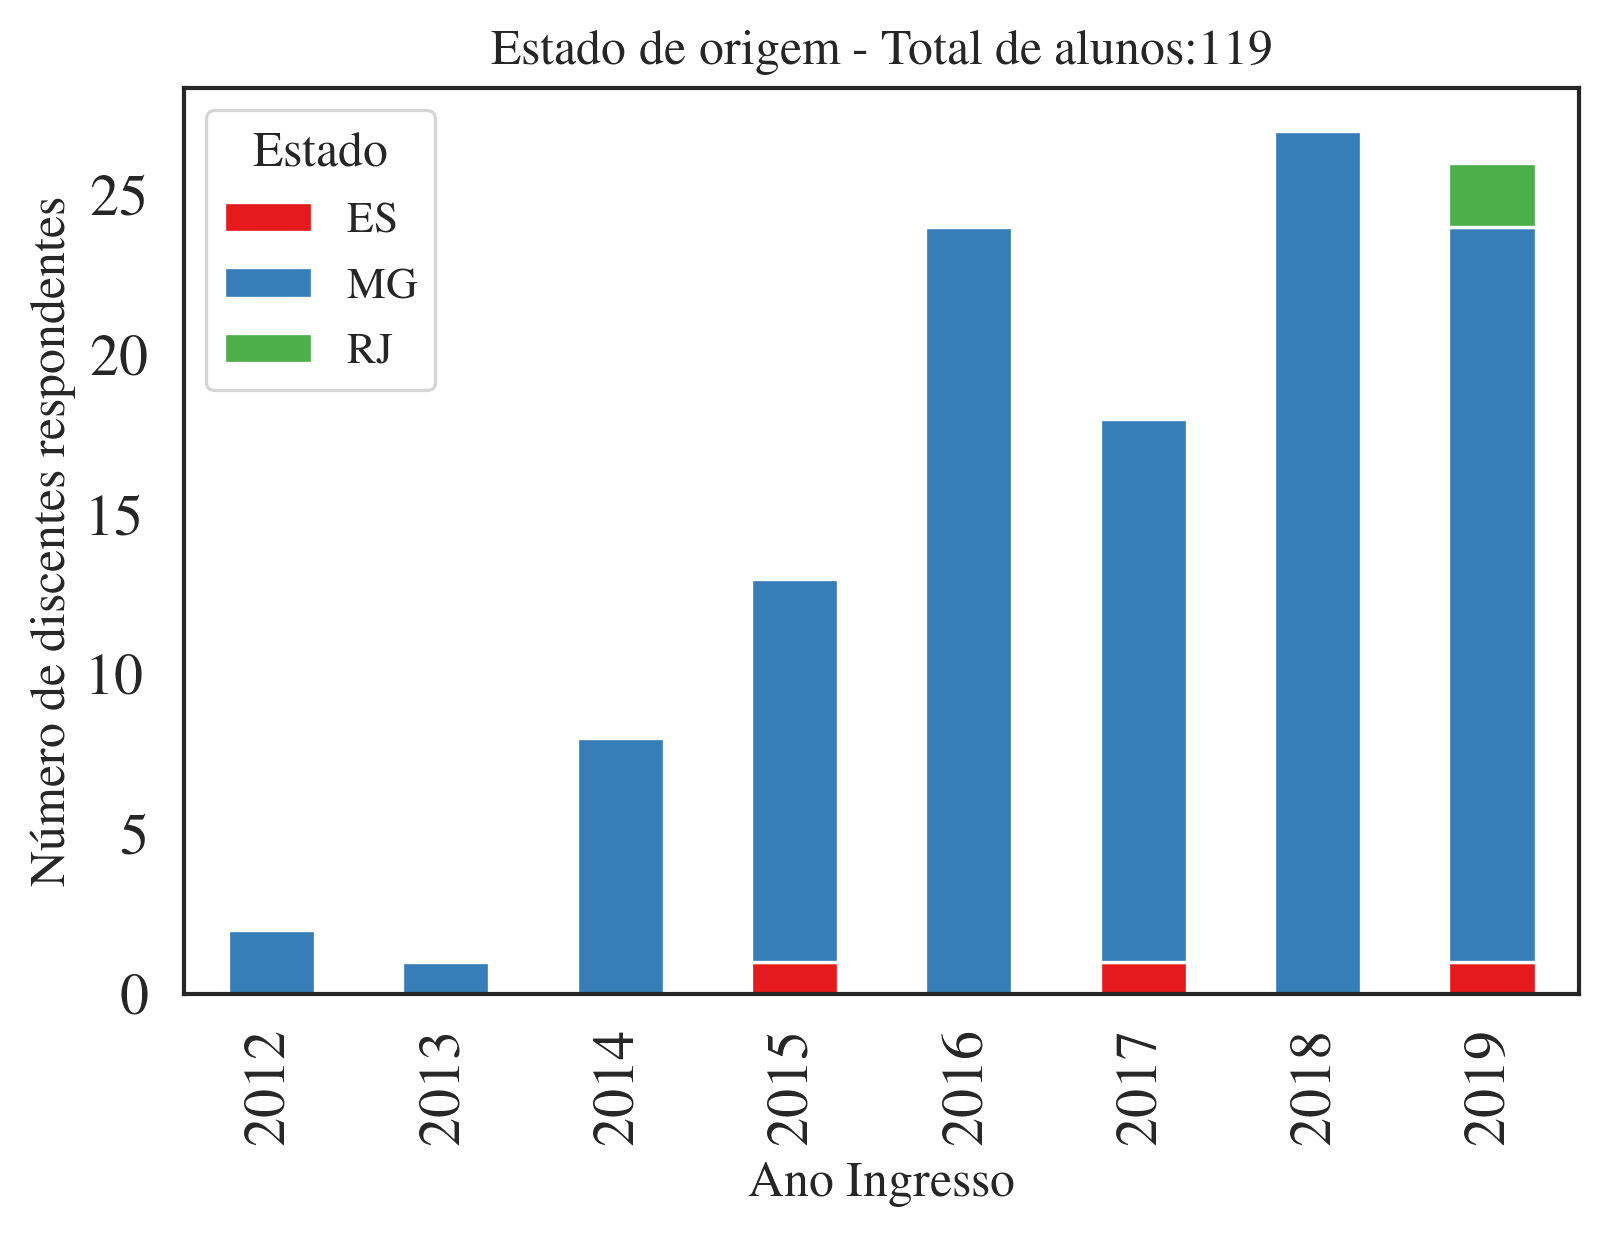 Estado de origem - Total de alunos:119
Estado
ES
MG
RJ
Número de discentes respondentes
25
20
15
10
5
0
2012
2013
2014
2015
2016
2017
2018
2019
Ano Ingresso